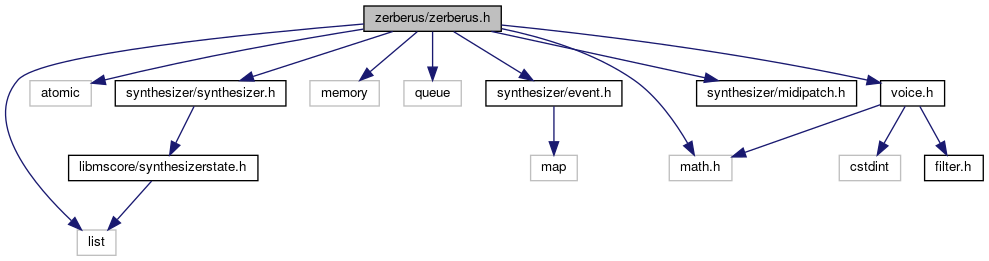 zerberus/zerberus.h
atomic
synthesizer/synthesizer.h
memory
queue
synthesizer/event.h
synthesizer/midipatch.h
voice.h
libmscore/synthesizerstate.h
map
math.h
cstdint
filter.h
list